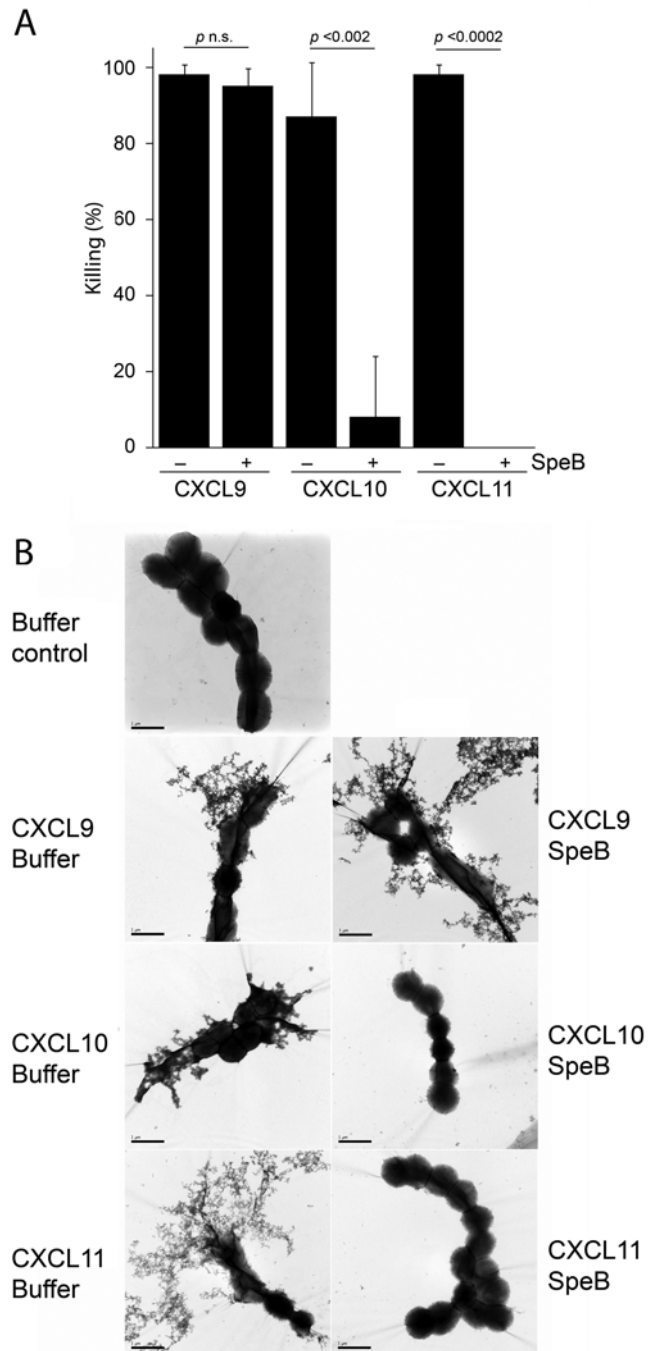 A
p n.s.
p <0.002
p <0.0002
100
80
60
40
20
0
Killing (%)
– + – + – + SpeB
CXCL9 CXCL10 CXCL11
B
Buffer
control
CXCL9
Buffer
CXCL9
SpeB
CXCL10
Buffer
CXCL10
SpeB
CXCL11
Buffer
CXCL11
SpeB